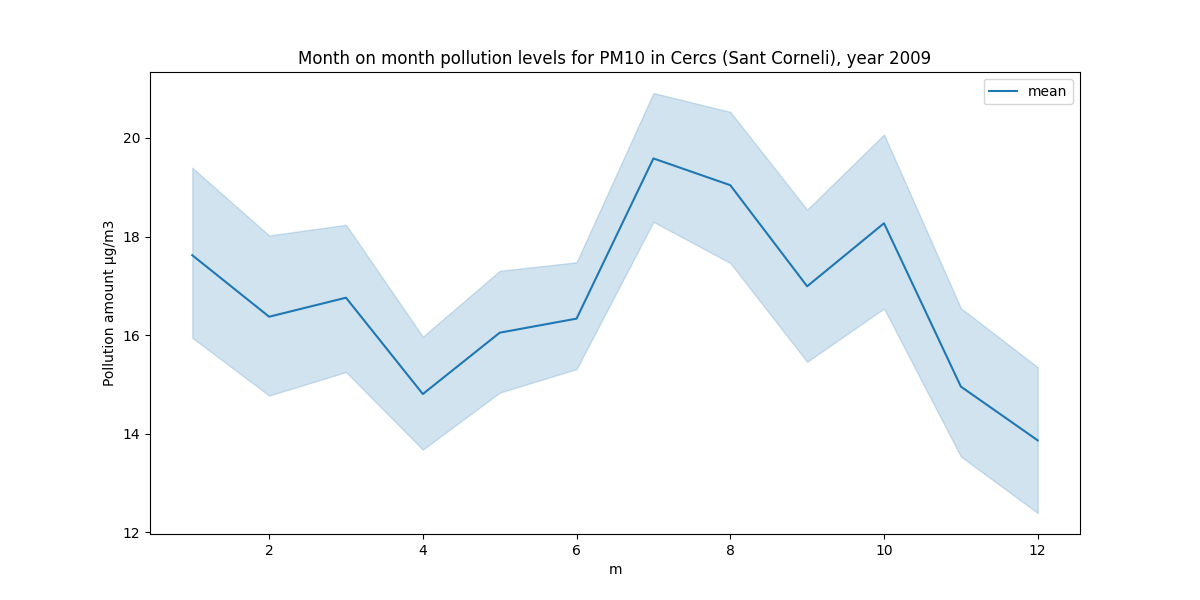 Month on month pollution levels for PM10 in Cercs (Sant Corneli), year 2009
mean
Pollution amount µg/m3
20
18
16
14
12
2 4 6 8 10 12
m